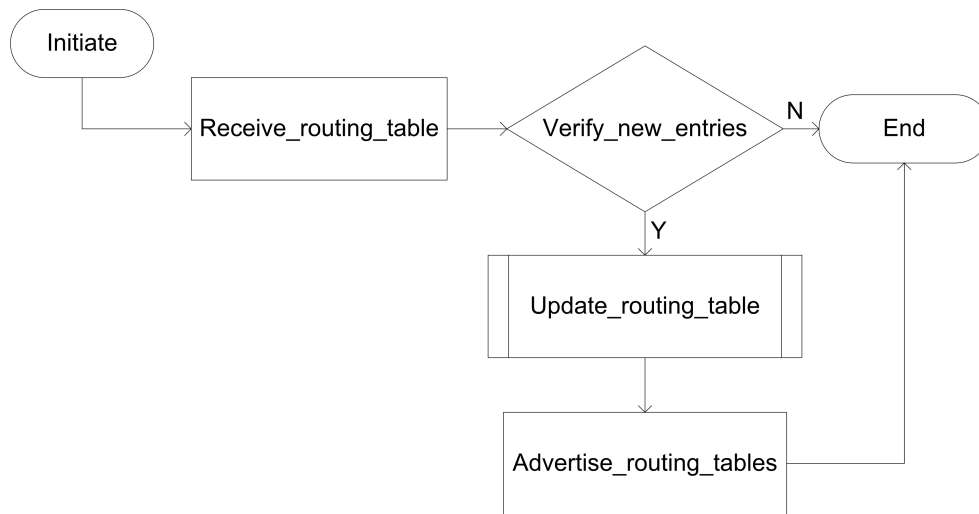 Initiate
Receive_routing_table
Verify_new_entries
N
End
Y
Update_routing_table
Advertise_routing_tables